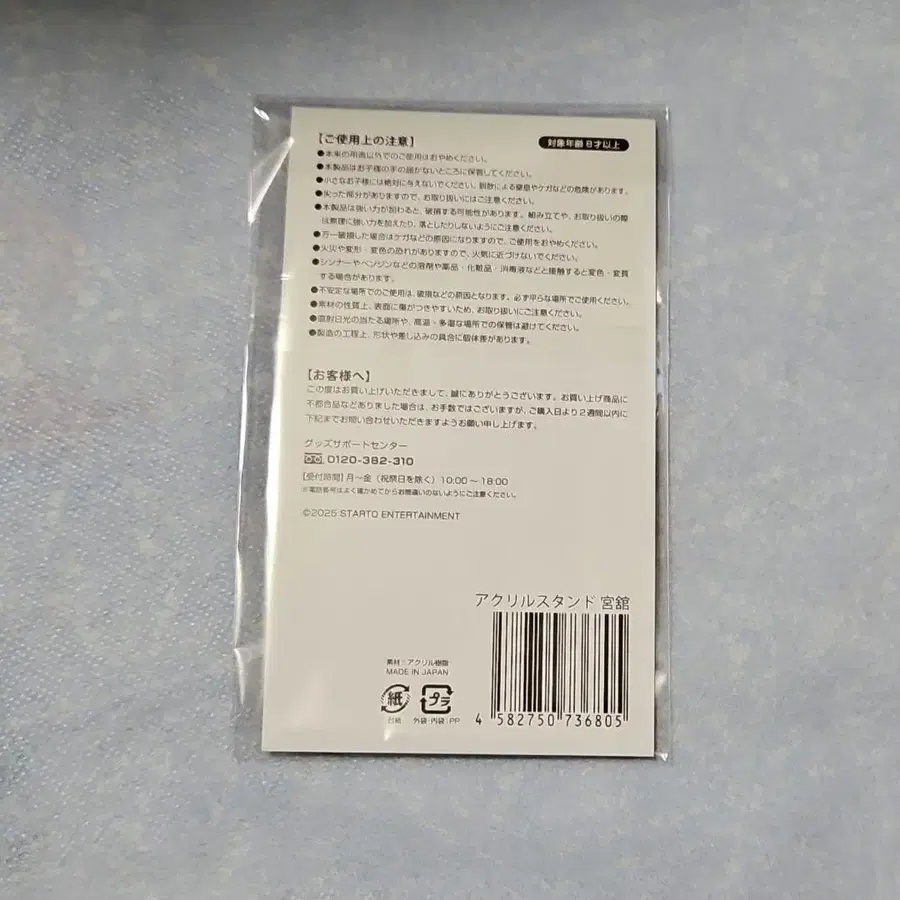 【ご使用上の注意】
対象年齢 8才以上
●本来の用途以外でのご使用はおやめください。
●本製品はお子様の手の届かないところに保管してください。
●小さなお子様には絶対に与えないでください。誤飲による窒息やケガなどの危険があります。
●尖った部分がありますので、お取り扱いにはご注意ください。
●本製品は強い力が加わると、破損する可能性があります。組み立てや、お取り扱いの際
は無理に強い力を加えたり、落としたりしないようにご注意ください。
●万一破損した場合はケガなどの原因になりますので、ご使用をおやめください。
●火災や変形・変色の恐れがありますので、火気に近づけないでください。
●シンナーやベンジンなどの溶剤や薬品・化粧品・消毒液などと接触すると変色・変質
する場合があります。
●不安定な場所でのご使用は、破損などの原因となります。必ず平らな場所でご使用ください。
●素材の性質上、表面に傷がつきやすいため、お取り扱いにご注意ください。
●直射日光の当たる場所や、高温・多湿な場所での保管は避けてください。
●製造の工程上、形状や差し込みの具合に個体差があります。
【お客様へ】
この度はお買い上げいただきまして、誠にありがとうございます。お買い上げ商品に
不都合品などありました場合は、お手数ではございますが、ご購入日より2週間以内に
下記までお問い合わせいただきますようお願い申し上げます。
グッズサポートセンター
0120-382-310
【受付時間】月～金(祝祭日を除く) 10:00～18:00
※電話番号はよく確かめてからお間違いのないようにご注意ください。
©2025 STARTO ENTERTAINMENT
アクリルスタンド 宮舘
素材：アクリル樹脂
MADE IN JAPAN
紙
プラ
台紙
外袋・内袋：PP
4 582750 736805